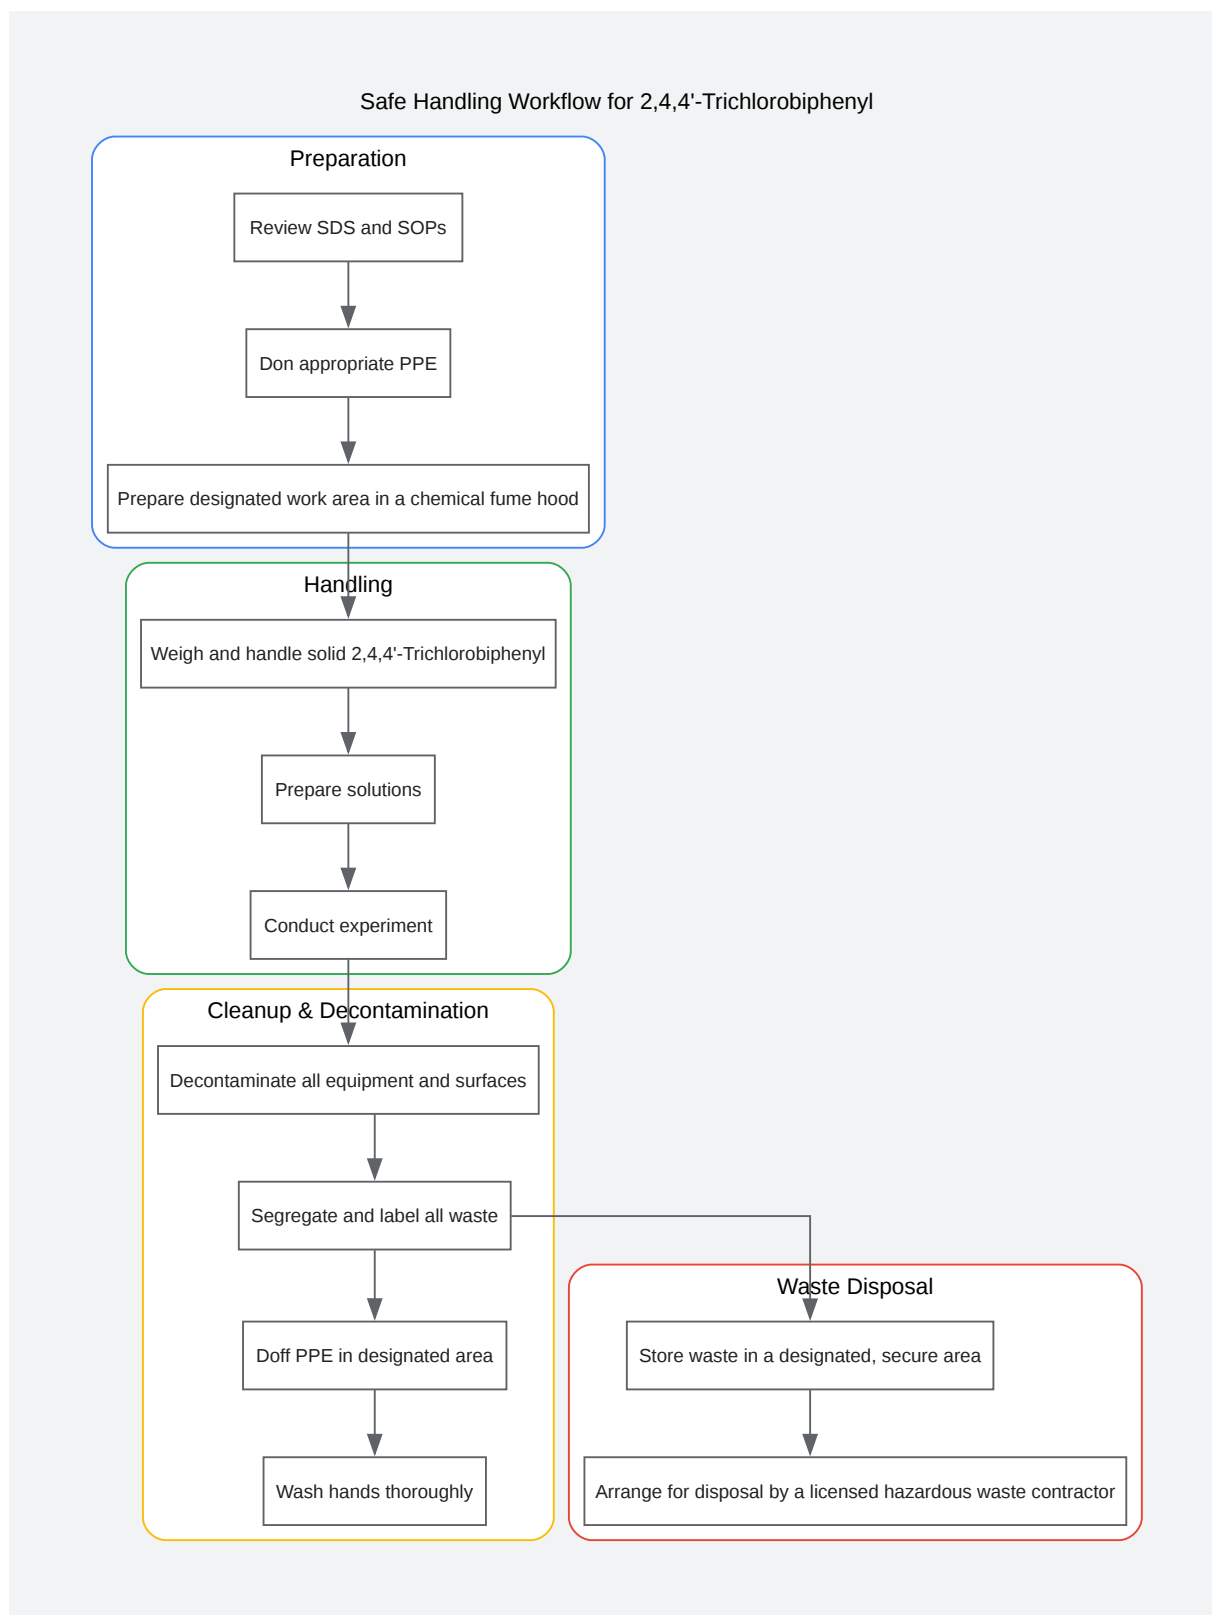 Safe Handling Workflow for 2,4,4'-Trichlorobiphenyl
Preparation
Review SDS and SOPs
Don appropriate PPE
Prepare designated work area in a chemical fume hood
Handling
Weigh and handle solid 2,4,4'-Trichlorobiphenyl
Prepare solutions
Conduct experiment
Cleanup & Decontamination
Decontaminate all equipment and surfaces
Segregate and label all waste
Doff PPE in designated area
Wash hands thoroughly
Waste Disposal
Store waste in a designated, secure area
Arrange for disposal by a licensed hazardous waste contractor